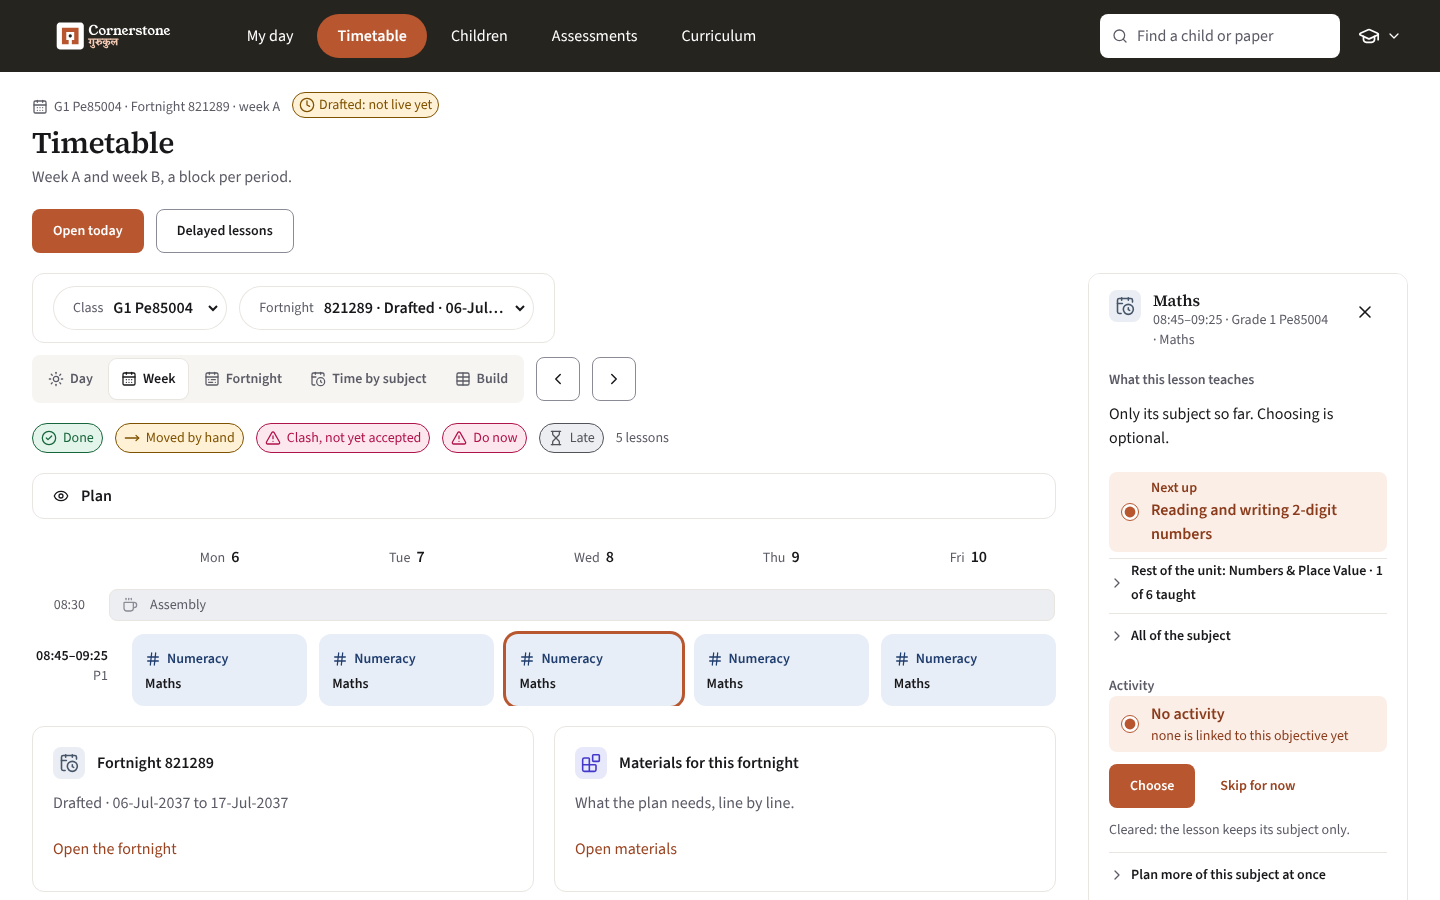 Cornerstone
गुरुकुल
My day
Timetable
Children
Assessments
Curriculum
Find a child or paper
G1 Pe85004 · Fortnight 821289 · week A
Drafted: not live yet
Timetable
Week A and week B, a block per period.
Open today
Delayed lessons
Class G1 Pe85004
Fortnight 821289 · Drafted · 06-Jul...
Day
Week
Fortnight
Time by subject
Build
Done
Moved by hand
Clash, not yet accepted
Do now
Late
5 lessons
Plan
Mon 6
Tue 7
Wed 8
Thu 9
Fri 10
08:30
Assembly
08:45–09:25
P1
Numeracy
Maths
Numeracy
Maths
Numeracy
Maths
Numeracy
Maths
Numeracy
Maths
Fortnight 821289
Drafted · 06-Jul-2037 to 17-Jul-2037
Open the fortnight
Materials for this fortnight
What the plan needs, line by line.
Open materials
Maths
08:45–09:25 · Grade 1 Pe85004
· Maths
What this lesson teaches
Only its subject so far. Choosing is
optional.
Next up
Reading and writing 2-digit
numbers
Rest of the unit: Numbers & Place Value · 1
of 6 taught
All of the subject
Activity
No activity
none is linked to this objective yet
Choose
Skip for now
Cleared: the lesson keeps its subject only.
Plan more of this subject at once